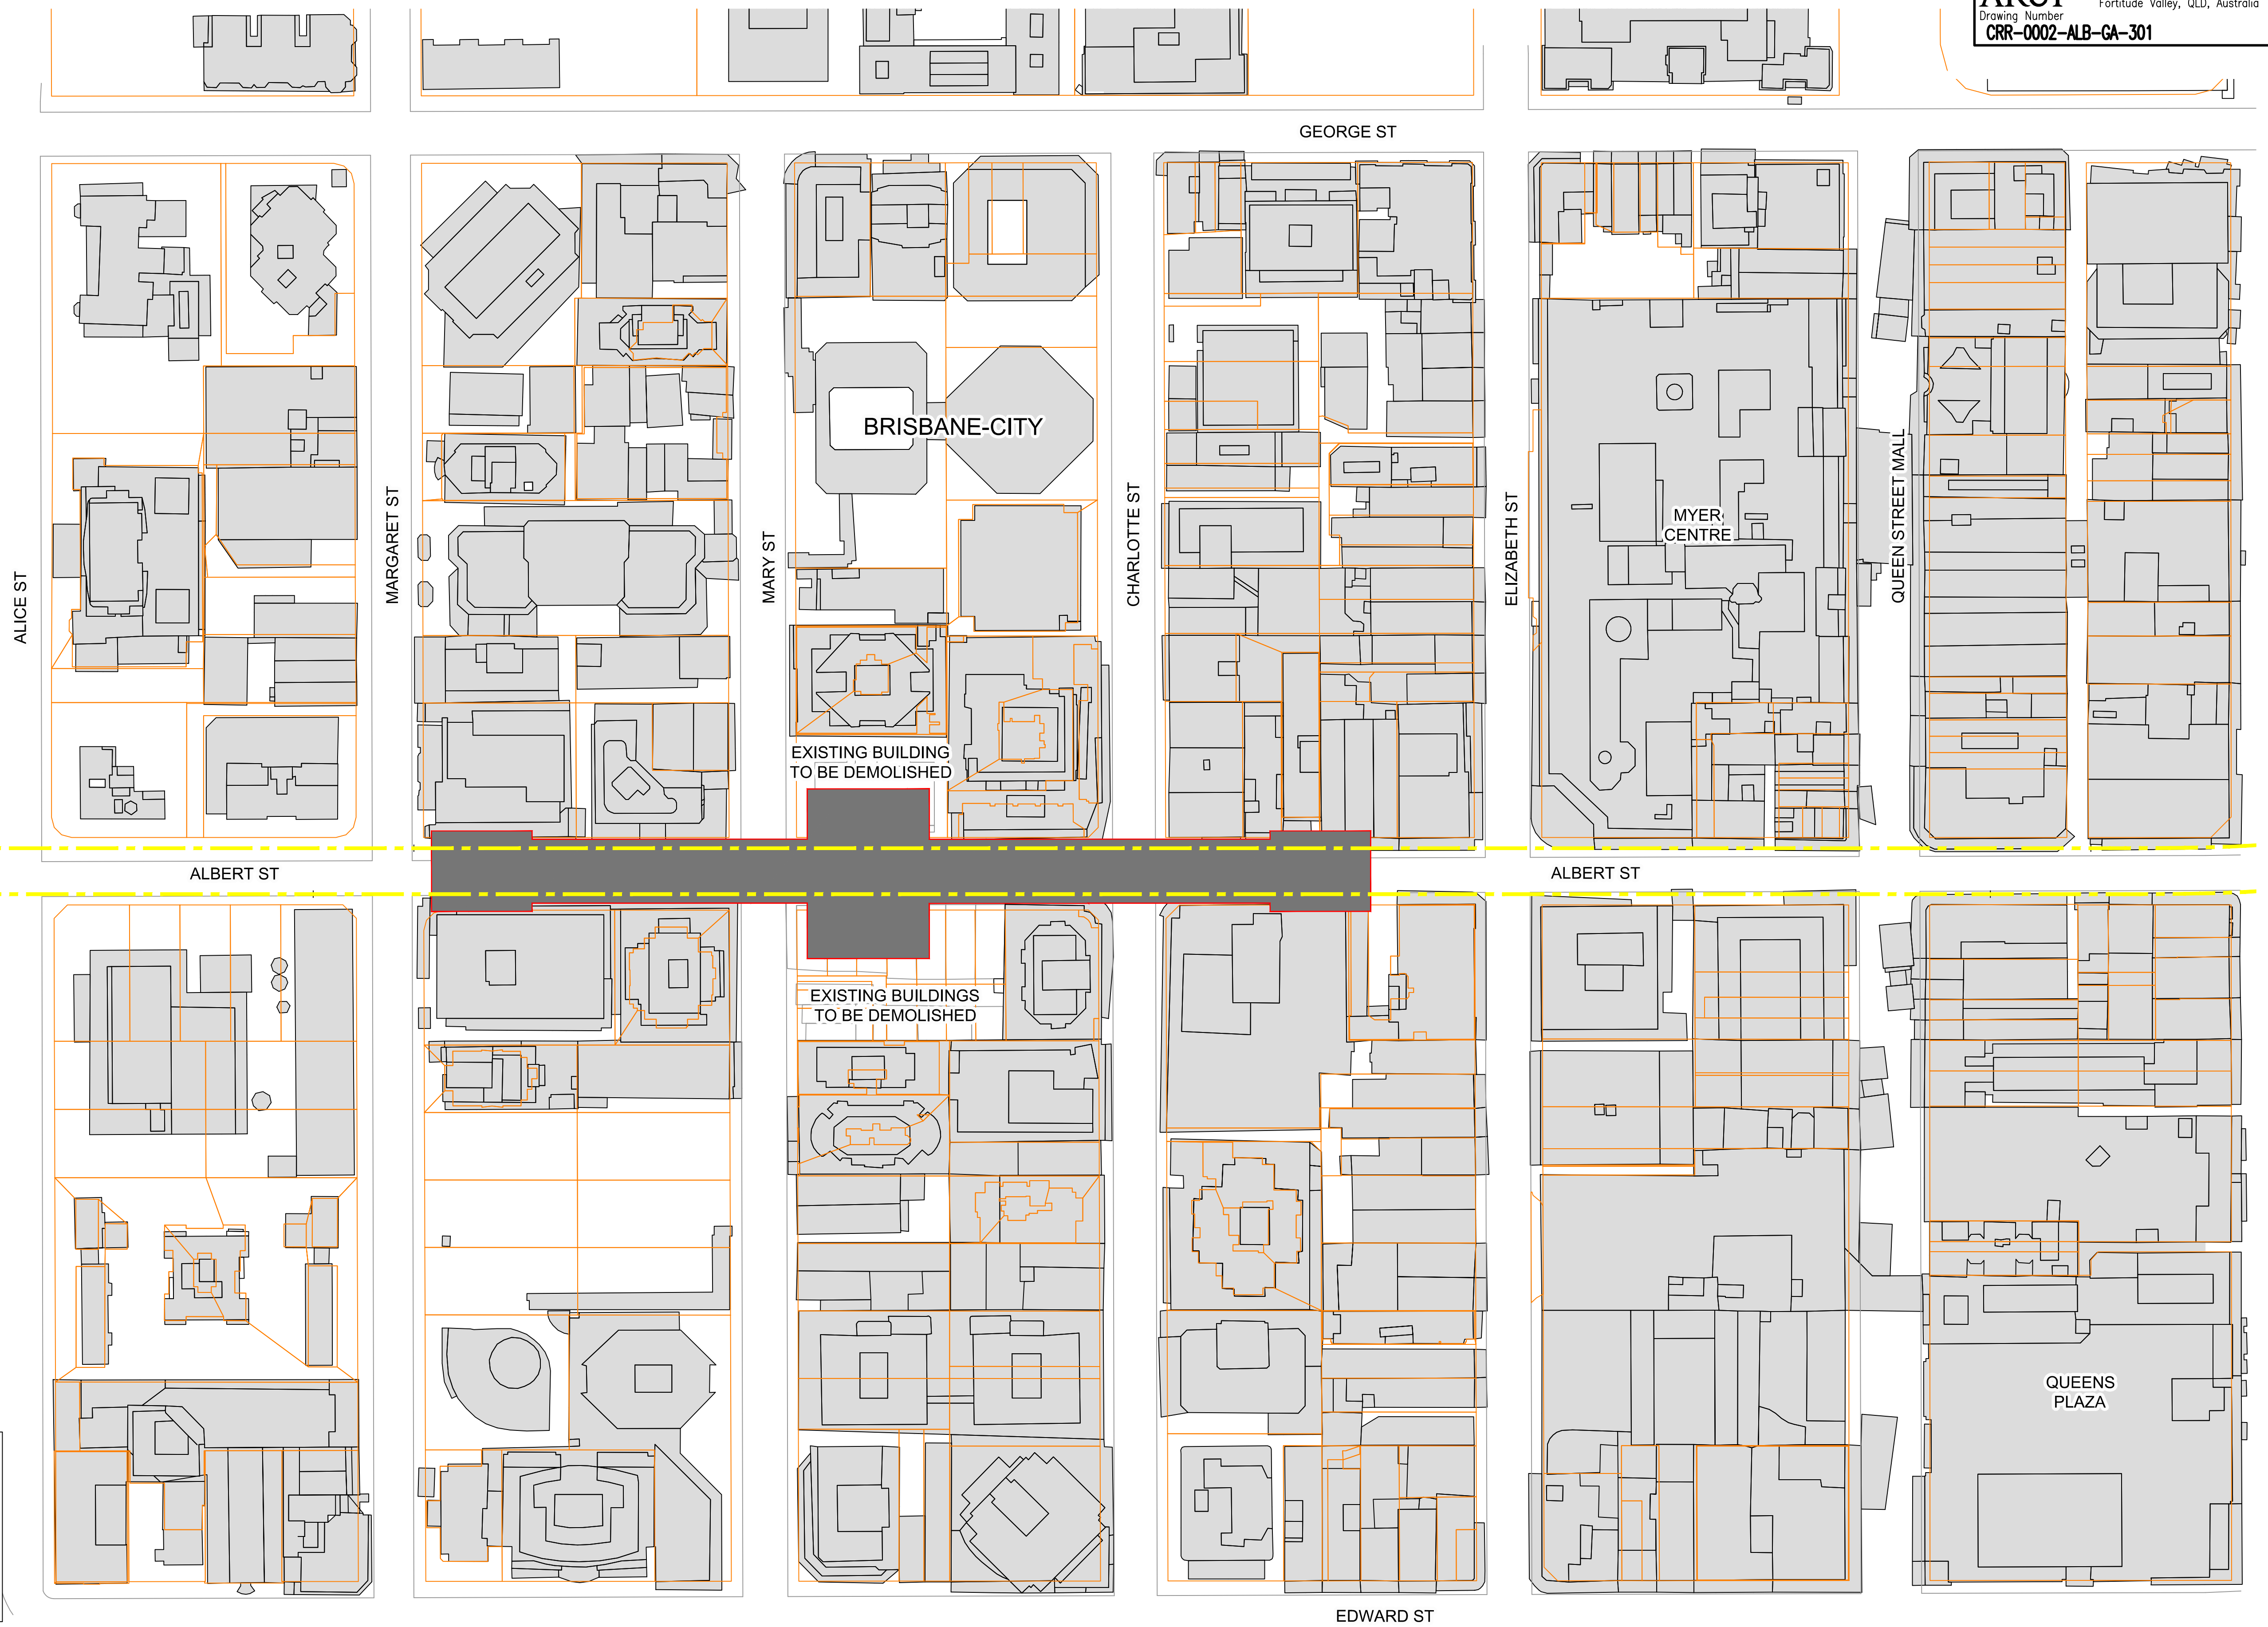 Fortitude Valley, QLD, Australia
Drawing Number
CRR-0002-ALB-GA-301
GEORGE ST
BRISBANE-CITY
ALICE ST
MARGARET ST
MARY ST
CHARLOTTE ST
ELIZABETH ST
MYER
CENTRE
QUEEN STREET MALL
EXISTING BUILDING
TO BE DEMOLISHED
ALBERT ST
ALBERT ST
EXISTING BUILDINGS
TO BE DEMOLISHED
QUEENS
PLAZA
EDWARD ST